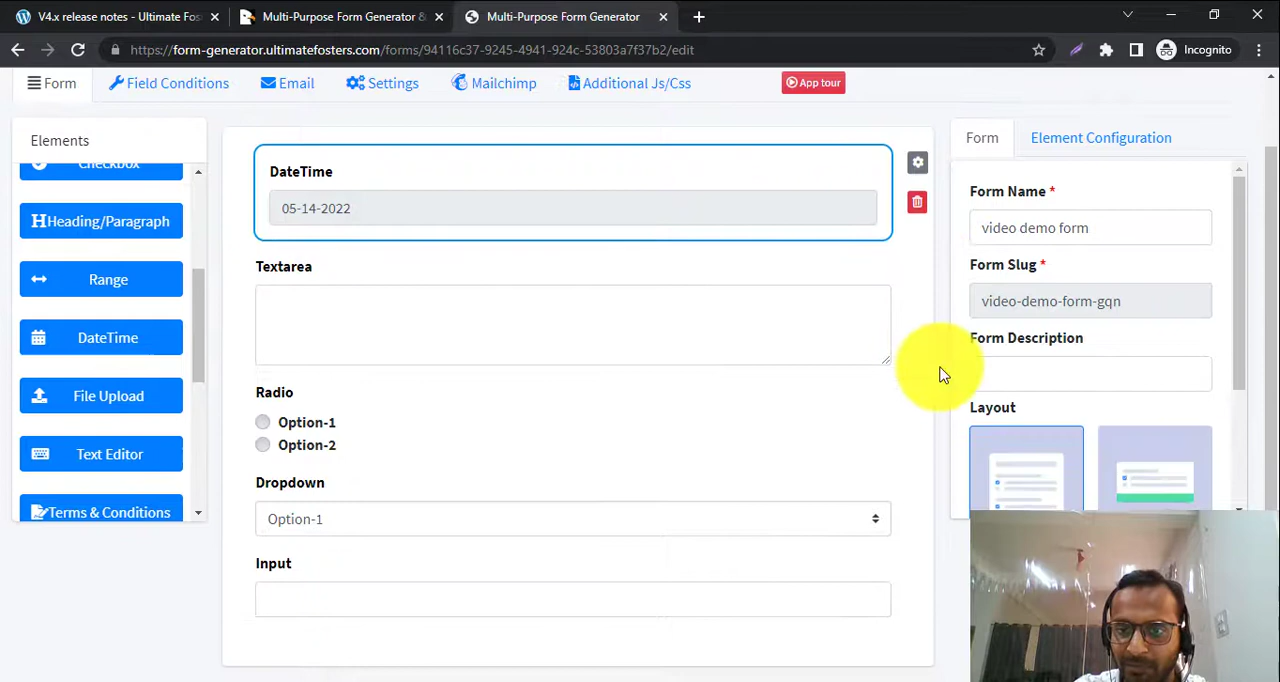 V4.x release notes - Ultimate Fos
Multi-Purpose Form Generator &
Multi-Purpose Form Generator
https://form-generator.ultimatefosters.com/forms/94116c37-9245-4941-924c-53803a7f37b2/edit
Incognito
Form
Field Conditions
Email
Settings
Mailchimp
Additional Js/Css
App tour
Elements
Checkbox
Heading/Paragraph
Range
DateTime
File Upload
Text Editor
Terms & Conditions
DateTime
05-14-2022
Textarea
Radio
Option-1
Option-2
Dropdown
Option-1
Input
Form
Element Configuration
Form Name *
video demo form
Form Slug *
video-demo-form-gqn
Form Description
Layout